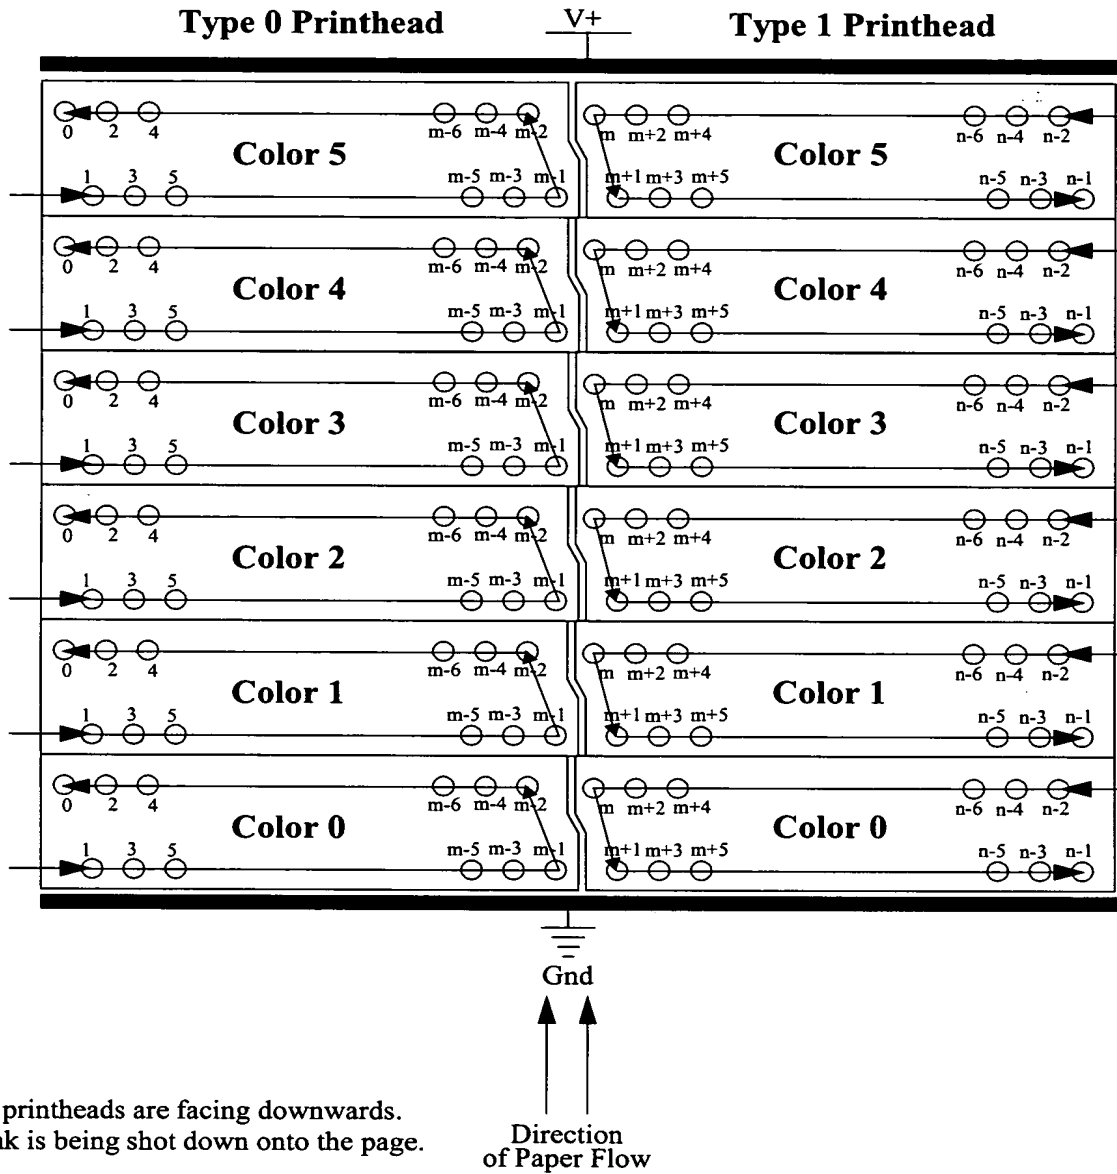 Type 0 Printhead V+ Type 1 Printhead
0 2 4 m-6 m-4 m-2 m m+2 m+4 n-6 n-4 n-2
Color 5 Color 5
1 3 5 m-5 m-3 m-1 m+1 m+3 m+5 n-5 n-3 n-1
0 2 4 m-6 m-4 m-2 m m+2 m+4 n-6 n-4 n-2
Color 4 Color 4
1 3 5 m-5 m-3 m-1 m+1 m+3 m+5 n-5 n-3 n-1
0 2 4 m-6 m-4 m-2 m m+2 m+4 n-6 n-4 n-2
Color 3 Color 3
1 3 5 m-5 m-3 m-1 m+1 m+3 m+5 n-5 n-3 n-1
0 2 4 m-6 m-4 m-2 m m+2 m+4 n-6 n-4 n-2
Color 2 Color 2
1 3 5 m-5 m-3 m-1 m+1 m+3 m+5 n-5 n-3 n-1
0 2 4 m-6 m-4 m-2 m m+2 m+4 n-6 n-4 n-2
Color 1 Color 1
1 3 5 m-5 m-3 m-1 m+1 m+3 m+5 n-5 n-3 n-1
0 2 4 m-6 m-4 m-2 m m+2 m+4 n-6 n-4 n-2
Color 0 Color 0
1 3 5 m-5 m-3 m-1 m+1 m+3 m+5 n-5 n-3 n-1
Gnd
printheads are facing downwards.
nk is being shot down onto the page.
Direction
of Paper Flow